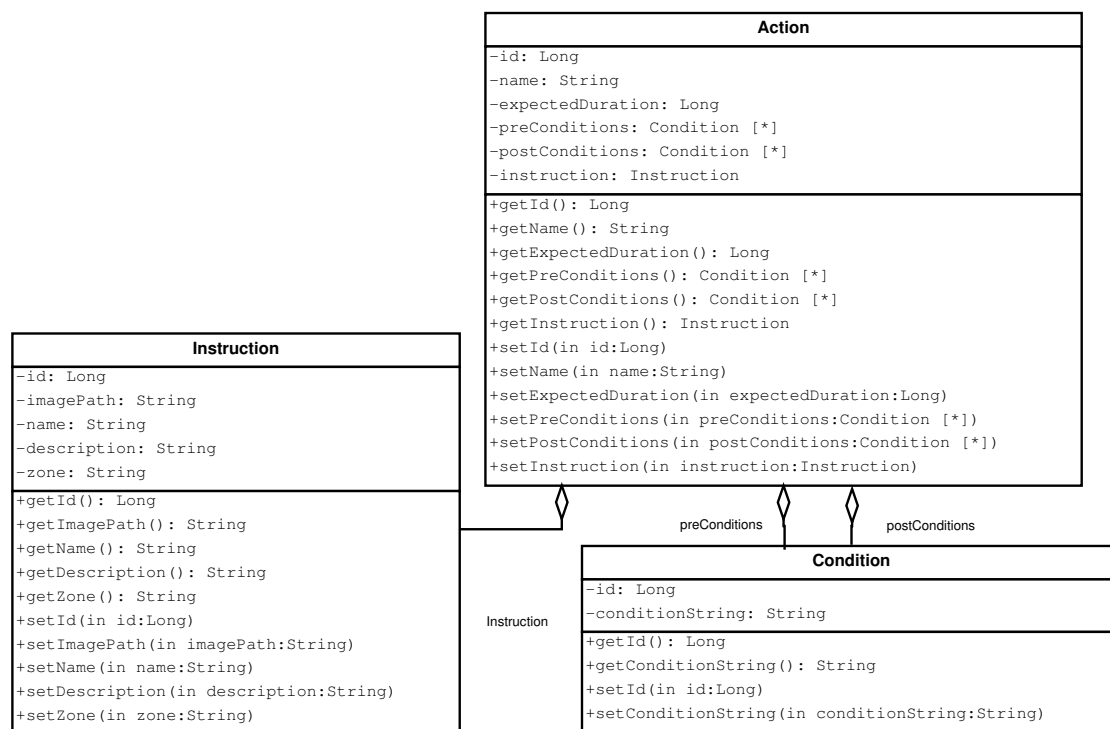 Action
-id: Long
-name: String
-expectedDuration: Long
-preConditions: Condition [*]
-postConditions: Condition [*]
-instruction: Instruction
+getId(): Long
+getName(): String
+getExpectedDuration(): Long
+getPreConditions(): Condition [*]
+getPostConditions(): Condition [*]
+getInstruction(): Instruction
+setId(in id:Long)
+setName(in name:String)
+setExpectedDuration(in expectedDuration:Long)
+setPreConditions(in preConditions:Condition [*])
+setPostConditions(in postConditions:Condition [*])
+setInstruction(in instruction:Instruction)
Instruction
-id: Long
-imagePath: String
-name: String
-description: String
-zone: String
+getId(): Long
+getImagePath(): String
+getName(): String
+getDescription(): String
+getZone(): String
+setId(in id:Long)
+setImagePath(in imagePath:String)
+setName(in name:String)
+setDescription(in description:String)
+setZone(in zone:String)
Instruction
preConditions
postConditions
Condition
-id: Long
-conditionString: String
+getId(): Long
+getConditionString(): String
+setId(in id:Long)
+setConditionString(in conditionString:String)